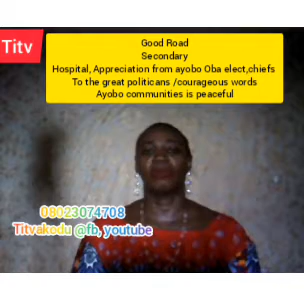 Titv
Good Road
Secondary
Hospital, Appreciation from ayobo Oba elect,chiefs
To the great politicans /courageous words
Ayobo communities is peaceful
08023074708
Titvakodu @fb, youtube